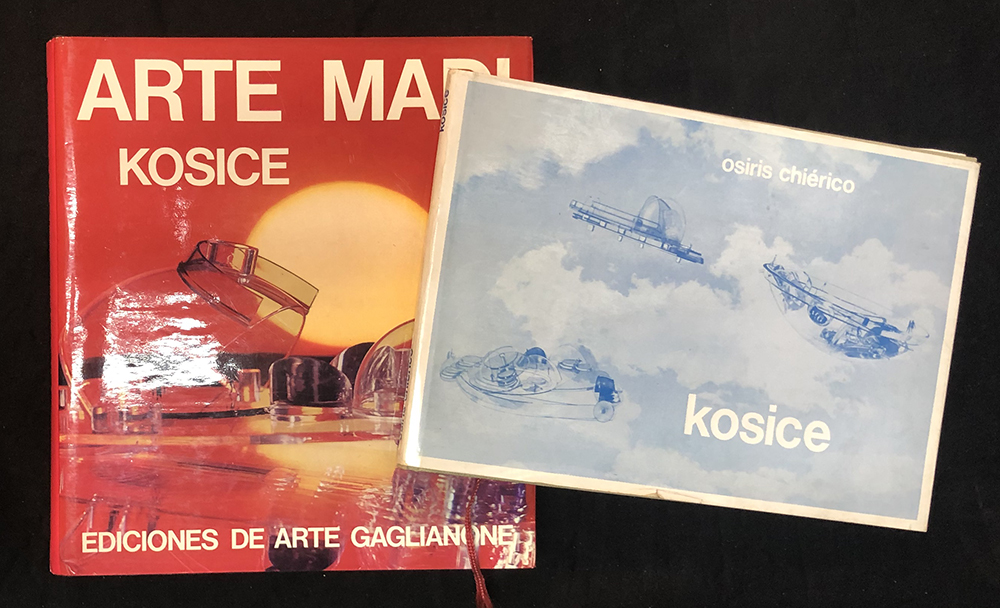 ARTE MADI
KOSICE
EDICIONES DE ARTE GAGLIANONE
kosice
osiris chiérico
kosice